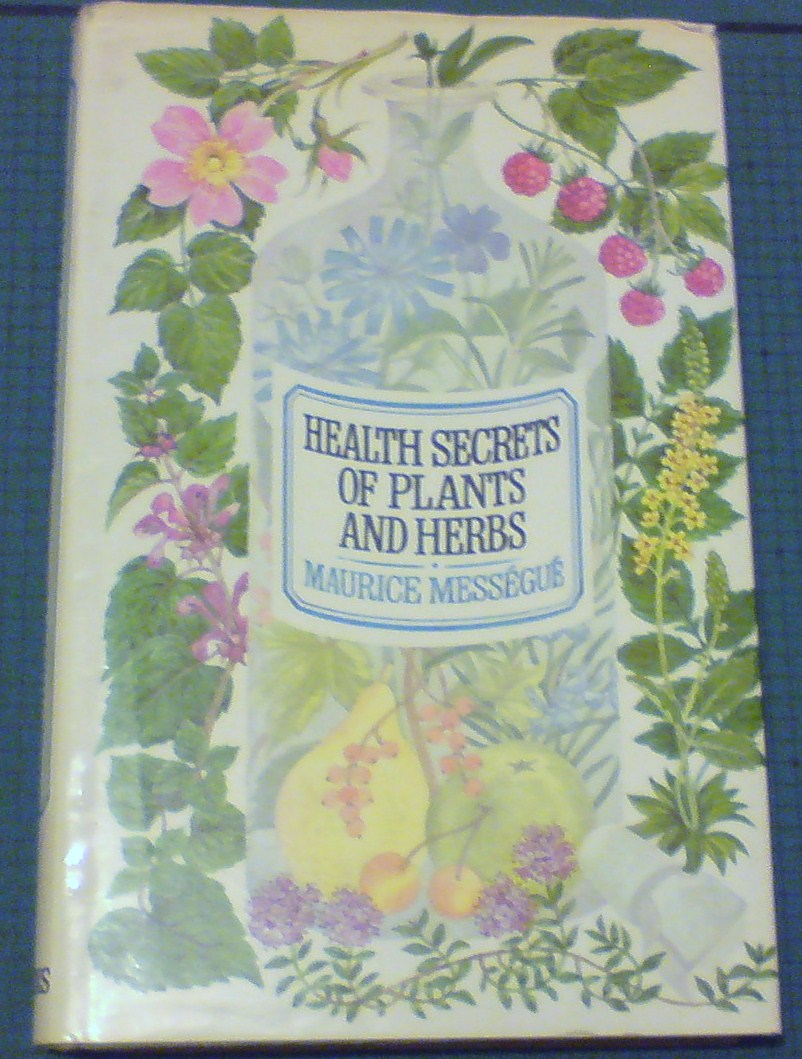 HEALTH SECRETS
OF PLANTS
AND HERBS
MAURICE MESSÉGUÉ